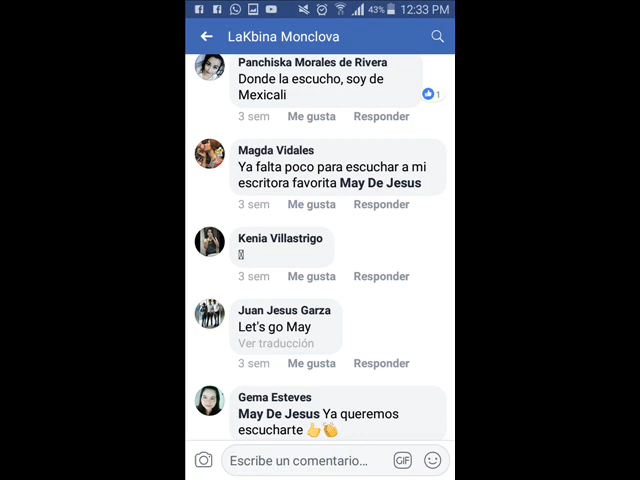 43% 12:33 PM
LaKbina Monclova
Panchiska Morales de Rivera
Donde la escucho, soy de
Mexicali
1
3 sem Me gusta Responder
Magda Vidales
Ya falta poco para escuchar a mi
escritora favorita May De Jesus
3 sem Me gusta Responder
Kenia Villastrigo
3 sem Me gusta Responder
Juan Jesus Garza
Let's go May
Ver traducción
3 sem Me gusta Responder
Gema Esteves
May De Jesus Ya queremos
escucharte 👍👏
Escribe un comentario... GIF